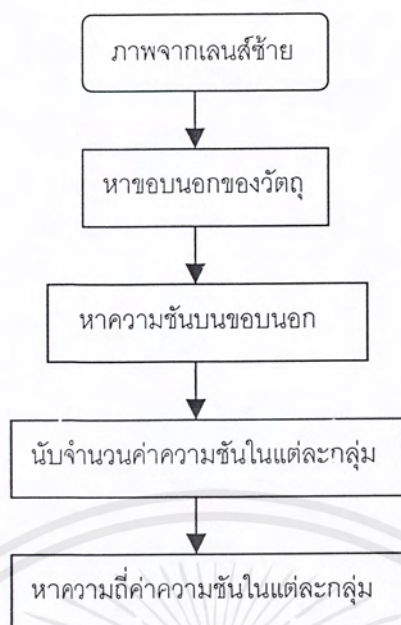 ภาพจากเลนส์ซ้าย
หาขอบนอกของวัตถุ
หาความชันบนขอบนอก
นับจำนวนค่าความชันในแต่ละกลุ่ม
หาความถี่ค่าความชันในแต่ละกลุ่ม